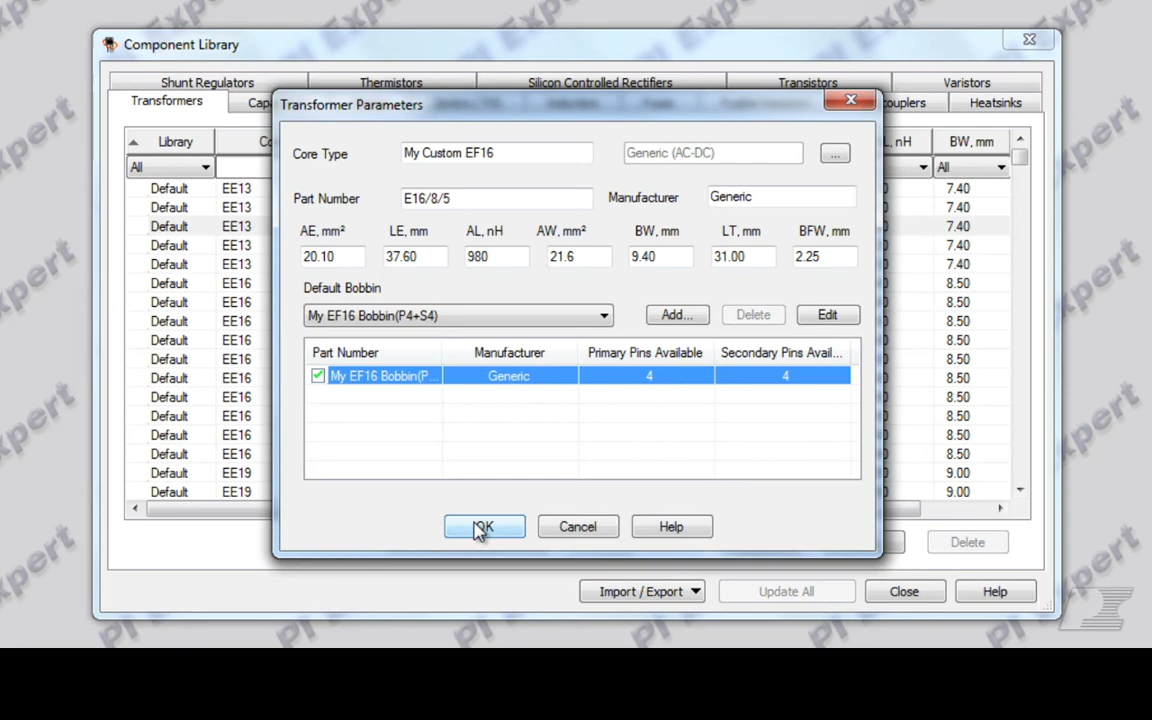 Component Library
Shunt Regulators Thermistors Silicon Controlled Rectifiers Transistors Varistors
Transformers Heatsinks
Transformer Parameters
Library L, nH BW, mm
All All
Core Type My Custom EF16 Generic (AC-DC) ...
Part Number E16/8/5 Manufacturer Generic
AE, mm² LE, mm AL, nH AW, mm² BW, mm LT, mm BFW, mm
20.10 37.60 980 21.6 9.40 31.00 2.25
Default Bobbin
My EF16 Bobbin(P4+S4) Add... Delete Edit
Part Number Manufacturer Primary Pins Available Secondary Pins Avail...
My EF16 Bobbin(P... Generic 4 4
OK Cancel Help
Default EE13 7.40
Default EE13 7.40
Default EE13 7.40
Default EE13 7.40
Default EE13 7.40
Default EE16 8.50
Default EE16 8.50
Default EE16 8.50
Default EE16 8.50
Default EE16 8.50
Default EE16 8.50
Default EE16 8.50
Default EE16 8.50
Default EE16 8.50
Default EE16 8.50
Default EE19 9.00
Default EE19 9.00
Delete
Import / Export Update All Close Help
PI Expert